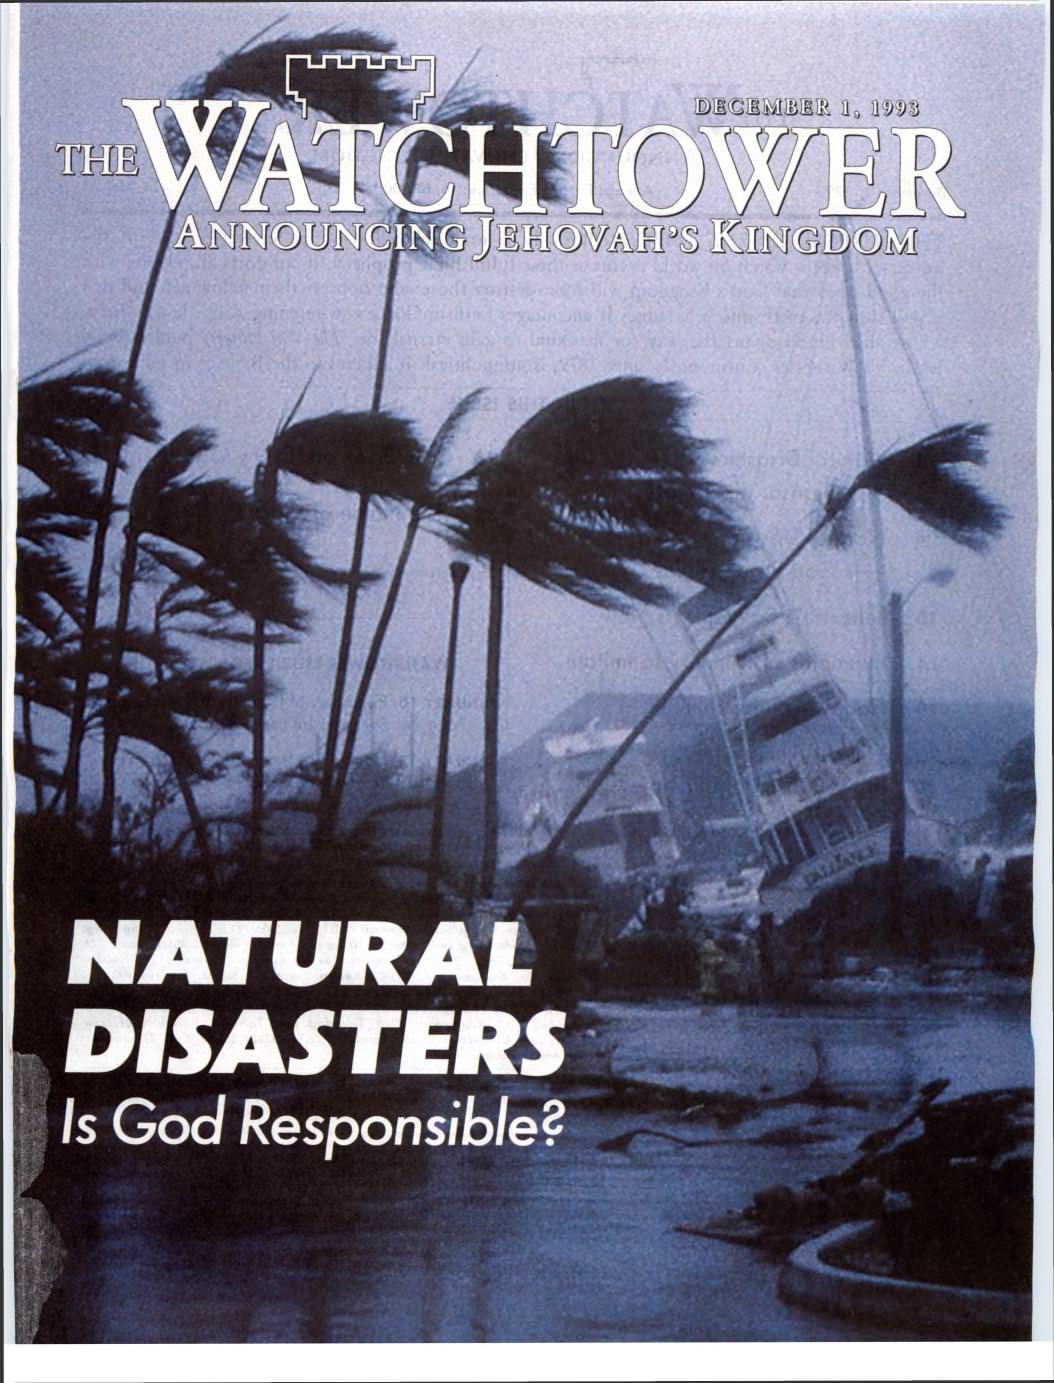 DECEMBER 1, 1993
THE WATCHTOWER
ANNOUNCING JEHOVAH'S KINGDOM
NATURAL
DISASTERS
Is God Responsible?